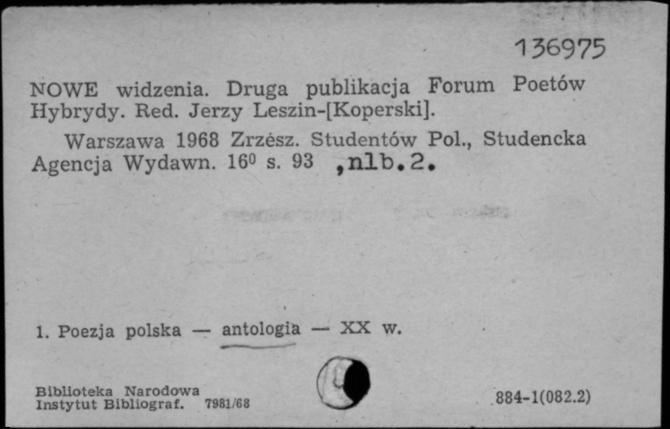 136975
NOWE widzenia. Druga publikacja Forum Poetów
Hybrydy. Red. Jerzy Leszin-[Koperski].
Warszawa 1968 Zrzesz. Studentów Pol., Studencka
Agencja Wydawn. 16⁰ s. 93 ,nlb.2.
1. Poezja polska — antologia — XX w.
Biblioteka Narodowa
Instytut Bibliograf. 7981/68
884-1(082.2)